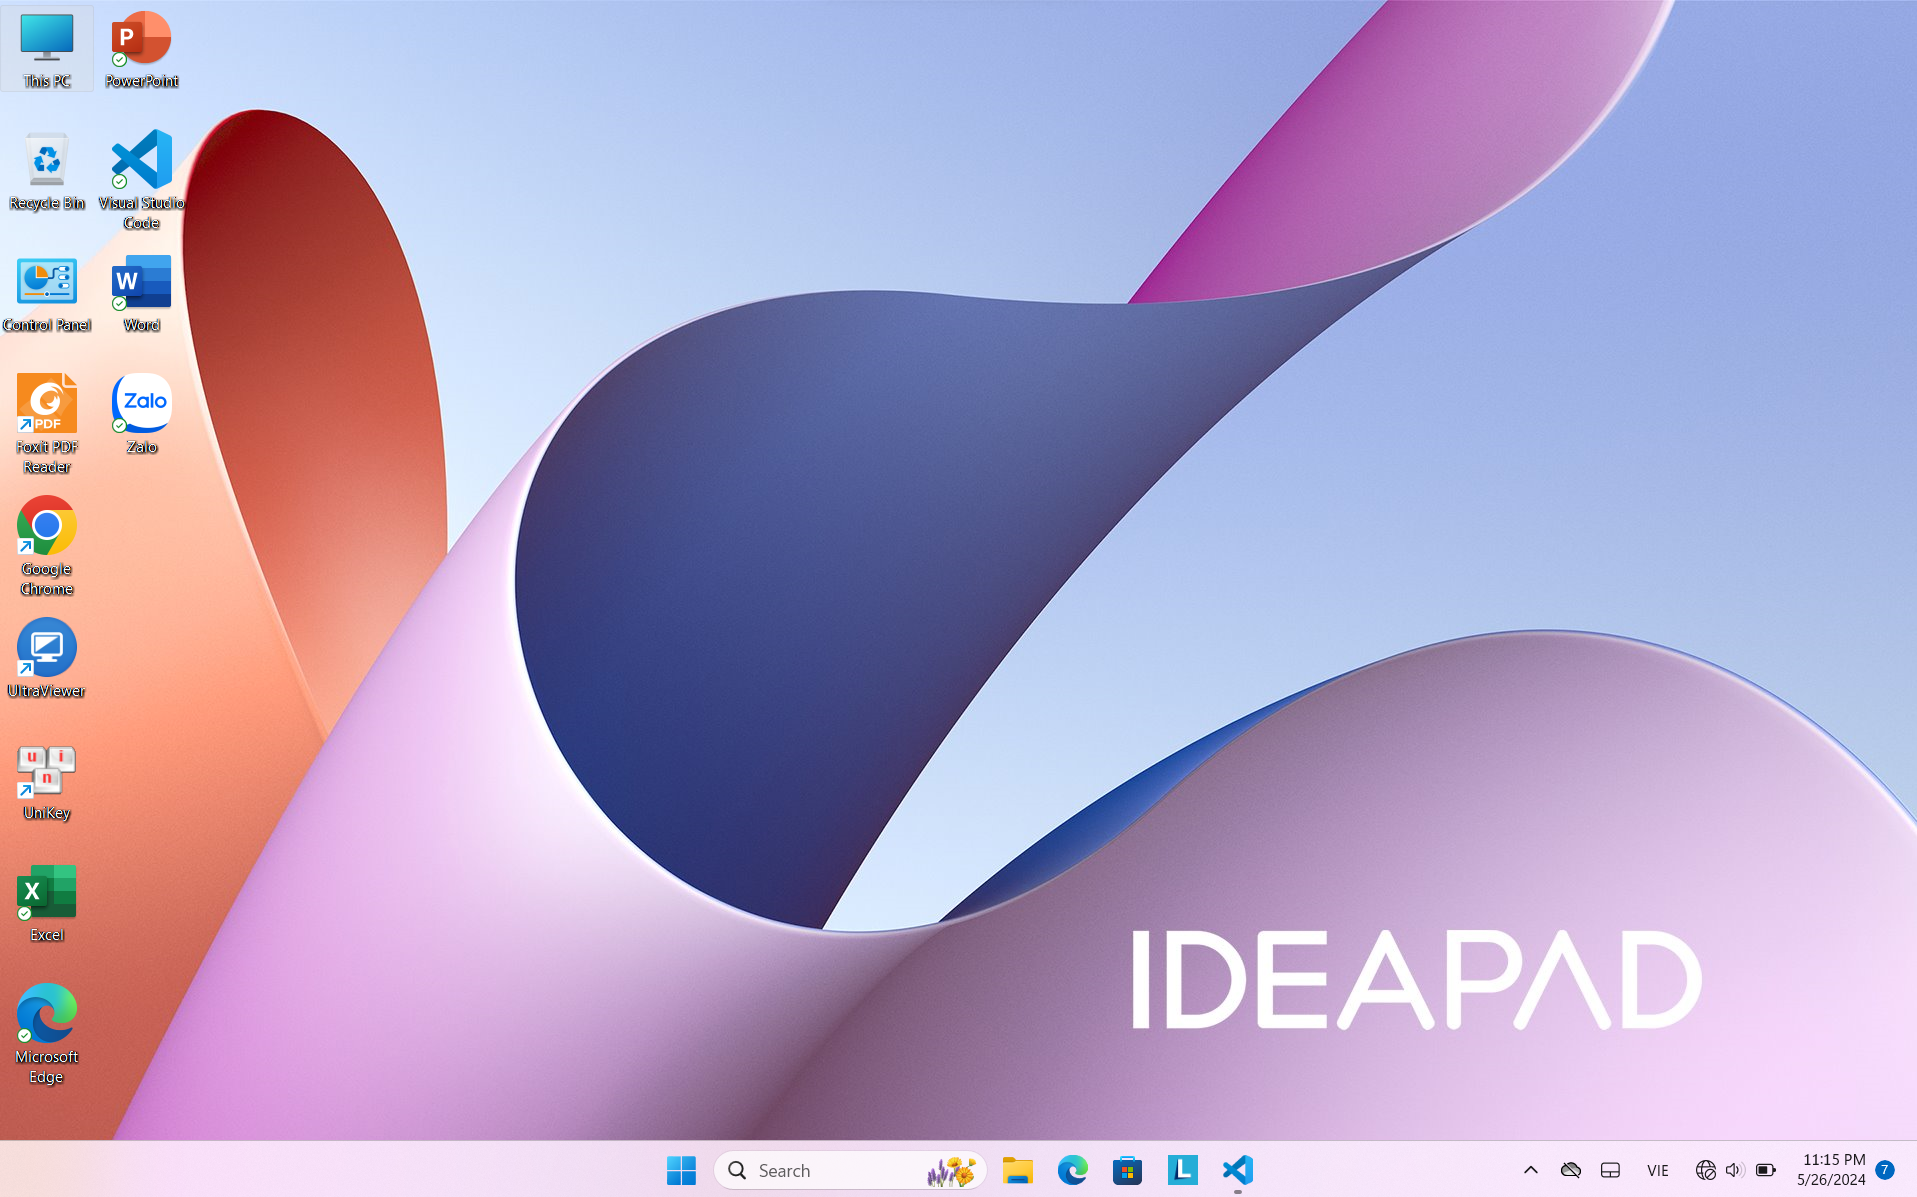 This PC
PowerPoint
Recycle Bin
Visual Studio
Code
Control Panel
Word
PDF
Foxit PDF
Reader
Zalo
Zalo
Google
Chrome
UltraViewer
u i
n
UniKey
Excel
Microsoft
Edge
IDEAPAD
Search
L
VIE
11:15 PM
5/26/2024
7
P
W
X